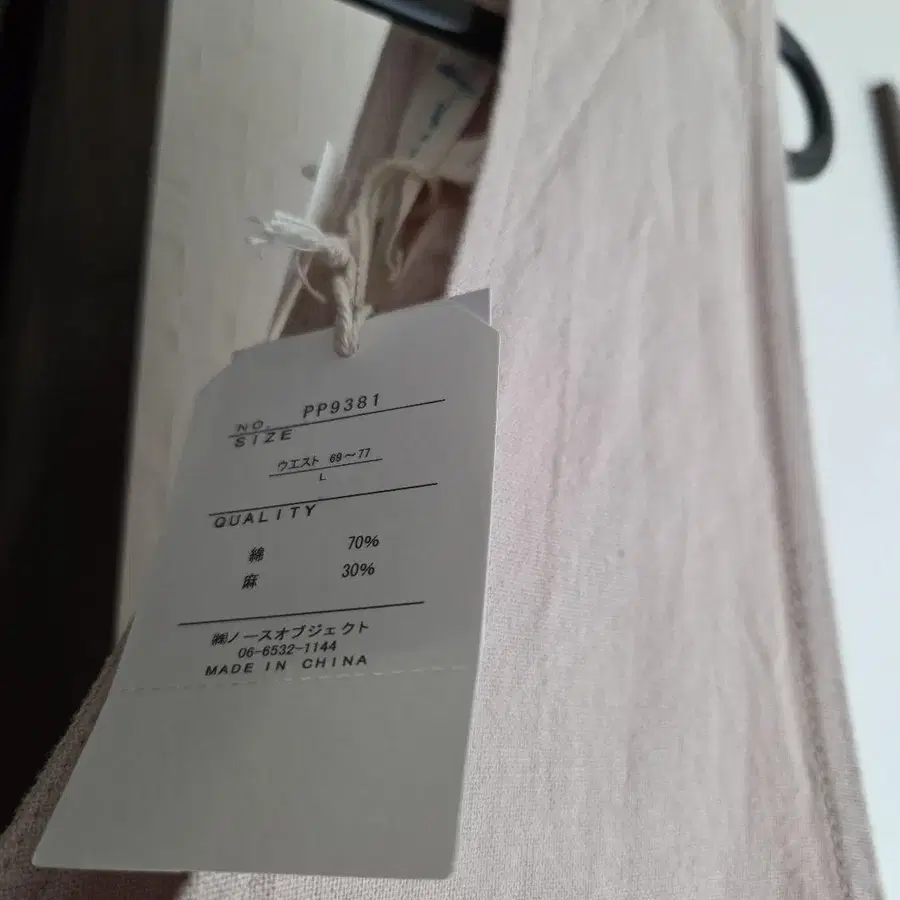 NO. PP9381
SIZE
ウエスト 69～77
L
QUALITY
綿 70%
麻 30%
㈱ノースオブジェクト
06-6532-1144
MADE IN CHINA